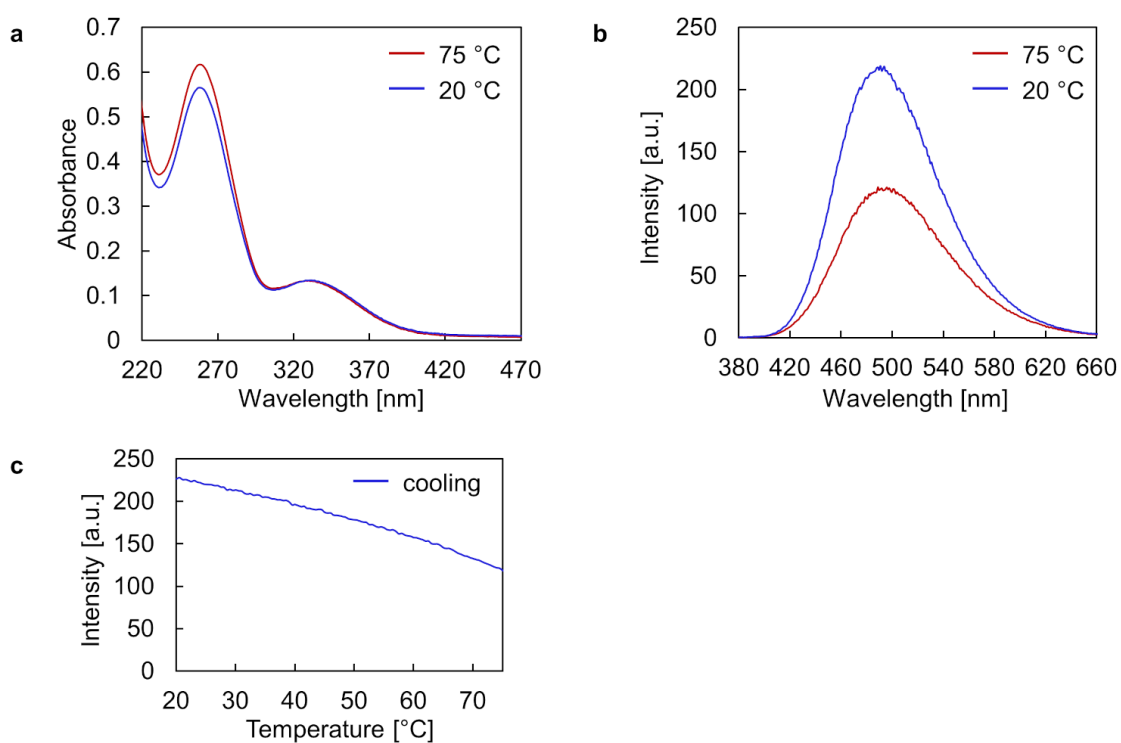 a
0.7
0.6
0.5
0.4
0.3
0.2
0.1
0
Absorbance
75 °C
20 °C
220 270 320 370 420 470
Wavelength [nm]
b
250
200
150
100
50
0
Intensity [a.u.]
75 °C
20 °C
380 420 460 500 540 580 620 660
Wavelength [nm]
c
250
200
150
100
50
0
Intensity [a.u.]
cooling
20 30 40 50 60 70
Temperature [°C]